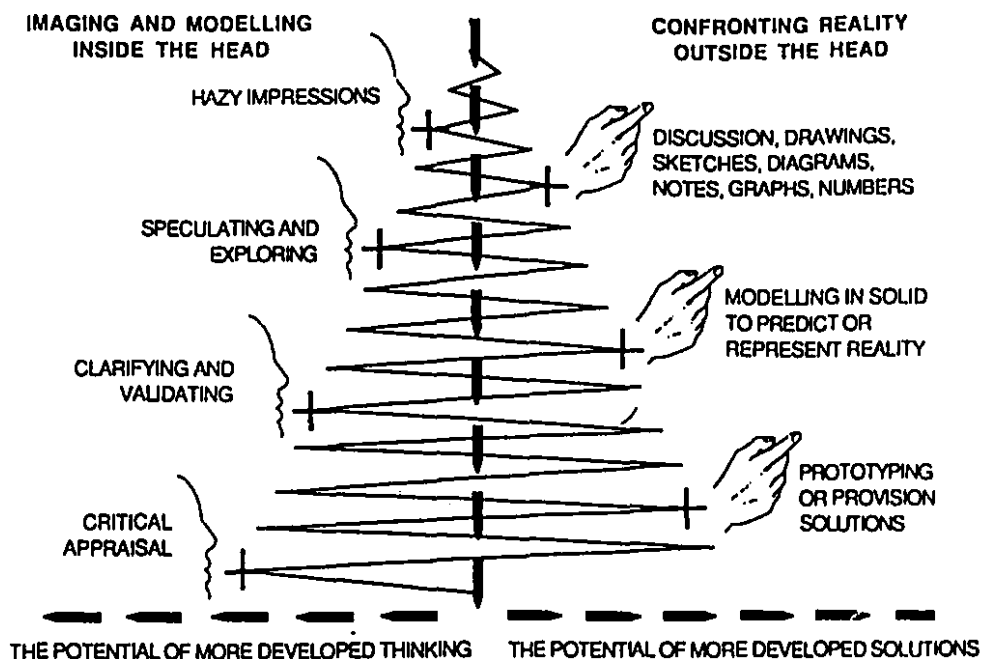 IMAGING AND MODELLING
INSIDE THE HEAD
CONFRONTING REALITY
OUTSIDE THE HEAD
HAZY IMPRESSIONS
DISCUSSION, DRAWINGS,
SKETCHES, DIAGRAMS,
NOTES, GRAPHS, NUMBERS
SPECULATING AND
EXPLORING
MODELLING IN SOLID
TO PREDICT OR
REPRESENT REALITY
CLARIFYING AND
VALIDATING
PROTOTYPING
OR PROVISION
SOLUTIONS
CRITICAL
APPRAISAL
THE POTENTIAL OF MORE DEVELOPED THINKING
THE POTENTIAL OF MORE DEVELOPED SOLUTIONS